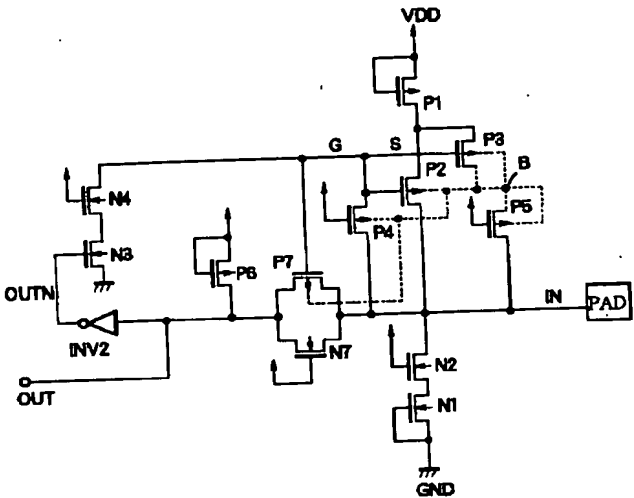 VDD
P1
G
S
P3
P2
B
N4
P4
P5
N3
P6
P7
OUTN
IN
PAD
INV2
N7
N2
OUT
N1
GND